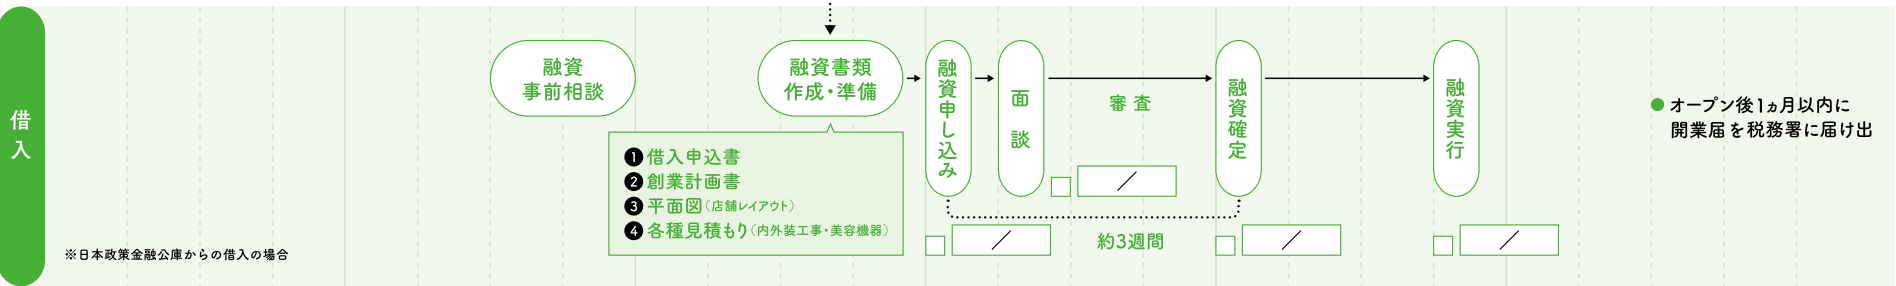 借入
融資
事前相談
融資書類
作成・準備
融資申し込み
面談
審査
融資確定
融資実行
●オープン後1ヵ月以内に
開業届を税務署に届け出
❶借入申込書
❷創業計画書
❸平面図(店舗レイアウト)
❹各種見積もり(内外装工事・美容機器)
／
／
約3週間
／
／
※日本政策金融公庫からの借入の場合